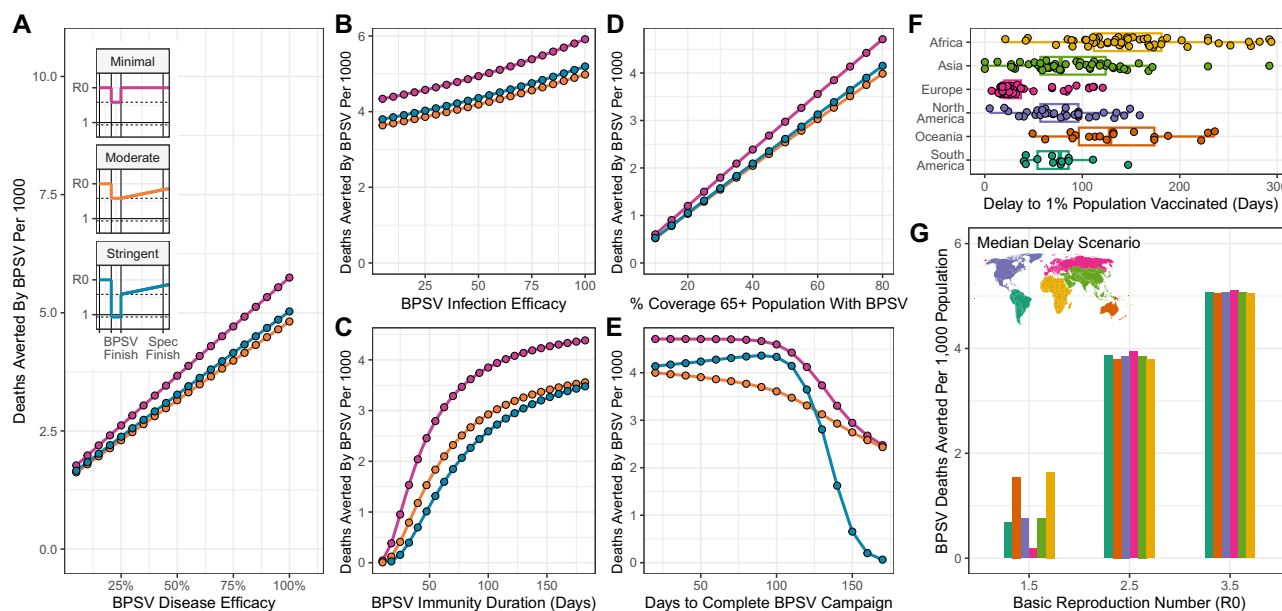 A
Deaths Averted By BPSV Per 1000
10.0
7.5
5.0
2.5
0.0
Minimal
R0
1
Moderate
R0
1
Stringent
R0
1
BPSV
Finish
Spec
Finish
25%
50%
75%
100%
BPSV Disease Efficacy
B
Deaths Averted By BPSV Per 1000
6
4
2
0
25
50
75
100
BPSV Infection Efficacy
C
Deaths Averted By BPSV Per 1000
4
3
2
1
0
50
100
150
BPSV Immunity Duration (Days)
D
Deaths Averted By BPSV Per 1000
4
3
2
1
0
20
40
60
80
% Coverage 65+ Population With BPSV
E
Deaths Averted By BPSV Per 1000
4
3
2
1
0
50
100
150
Days to Complete BPSV Campaign
F
Africa
Asia
Europe
North
America
Oceania
South
America
0
100
200
300
Delay to 1% Population Vaccinated (Days)
G
BPSV Deaths Averted Per 1,000 Population
Median Delay Scenario
6
4
2
0
1.5
2.5
3.5
Basic Reproduction Number (R0)